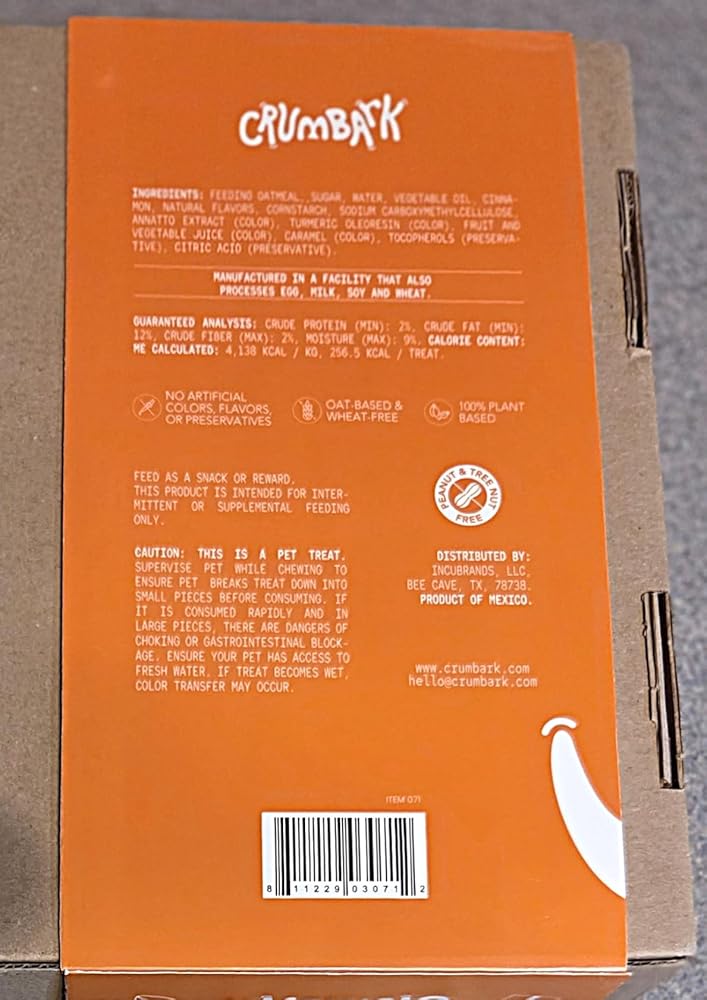 CRUMBARK
INGREDIENTS: FEEDING OATMEAL, SUGAR, WATER, VEGETABLE OIL, CINNA-
MON, NATURAL FLAVORS, CORNSTARCH, SODIUM CARBOXYMETHYLCELLULOSE,
ANNATTO EXTRACT (COLOR), TURMERIC OLEORESIN (COLOR), FRUIT AND
VEGETABLE JUICE (COLOR), CARAMEL (COLOR), TOCOPHEROLS (PRESERVA-
TIVE), CITRIC ACID (PRESERVATIVE).
MANUFACTURED IN A FACILITY THAT ALSO
PROCESSES EGG, MILK, SOY AND WHEAT.
GUARANTEED ANALYSIS: CRUDE PROTEIN (MIN): 2%, CRUDE FAT (MIN):
12%, CRUDE FIBER (MAX): 2%, MOISTURE (MAX): 9%. CALORIE CONTENT:
ME CALCULATED: 4,138 KCAL / KG, 256.5 KCAL / TREAT.
NO ARTIFICIAL
COLORS, FLAVORS,
OR PRESERVATIVES
OAT-BASED &
WHEAT-FREE
100% PLANT
BASED
FEED AS A SNACK OR REWARD.
THIS PRODUCT IS INTENDED FOR INTER-
MITTENT OR SUPPLEMENTAL FEEDING
ONLY.
PEANUT & TREE NUT
FREE
CAUTION: THIS IS A PET TREAT.
SUPERVISE PET WHILE CHEWING TO
ENSURE PET BREAKS TREAT DOWN INTO
SMALL PIECES BEFORE CONSUMING. IF
IT IS CONSUMED RAPIDLY AND IN
LARGE PIECES, THERE ARE DANGERS OF
CHOKING OR GASTROINTESTINAL BLOCK-
AGE. ENSURE YOUR PET HAS ACCESS TO
FRESH WATER. IF TREAT BECOMES WET,
COLOR TRANSFER MAY OCCUR.
DISTRIBUTED BY:
INCUBRANDS, LLC,
BEE CAVE, TX, 78738.
PRODUCT OF MEXICO.
www.crumbark.com
hello@crumbark.com
ITEM 071
8 11229 03071 2